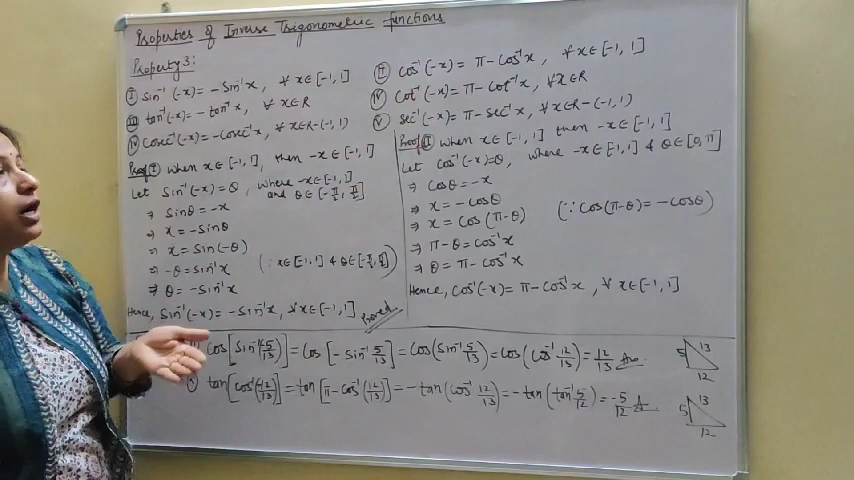 Properties of Inverse Trigonometric functions
Property 3:
(I) Sin⁻¹(-x) = -Sin⁻¹x, ∀ x∈[-1, 1]
(III) tan⁻¹(-x) = -tan⁻¹x, ∀ x∈R
(IV) Cosec⁻¹(-x) = -Cosec⁻¹x, ∀ x∈R-(-1, 1)
Proof (I) when x∈[-1, 1], then -x∈[-1, 1]
Let Sin⁻¹(-x) = θ, where -x∈[-1, 1]
and θ∈[-π/2, π/2]
⇒ Sinθ = -x
⇒ x = -Sinθ
⇒ x = Sin(-θ)
⇒ -θ = Sin⁻¹x (∵ x∈[-1, 1] & θ∈[-π/2, π/2])
⇒ θ = -Sin⁻¹x
Hence, Sin⁻¹(-x) = -Sin⁻¹x, ∀ x∈[-1, 1] Proved
(II) Cos⁻¹(-x) = π - Cos⁻¹x, ∀ x∈[-1, 1]
(IV) Cot⁻¹(-x) = π - Cot⁻¹x, ∀ x∈R
(V) Sec⁻¹(-x) = π - Sec⁻¹x, ∀ x∈R-(-1, 1)
Proof (II) when x∈[-1, 1] then -x∈[-1, 1]
Let Cos⁻¹(-x) = θ, where -x∈[-1, 1] & θ∈[0, π]
⇒ Cosθ = -x
⇒ x = -Cosθ
⇒ x = Cos(π-θ) (∵ Cos(π-θ) = -Cosθ)
⇒ π-θ = Cos⁻¹x
⇒ θ = π - Cos⁻¹x
Hence, Cos⁻¹(-x) = π - Cos⁻¹x, ∀ x∈[-1, 1]
Cos[Sin⁻¹(-5/13)] = Cos[-Sin⁻¹ 5/13] = Cos(Sin⁻¹ 5/13) = Cos(Cos⁻¹ 12/13) = 12/13 Ans
5 13 12
tan[Cos⁻¹(-12/13)] = tan[π - Cos⁻¹(12/13)] = -tan(Cos⁻¹ 12/13) = -tan(tan⁻¹ 5/12) = -5/12
5 13 12